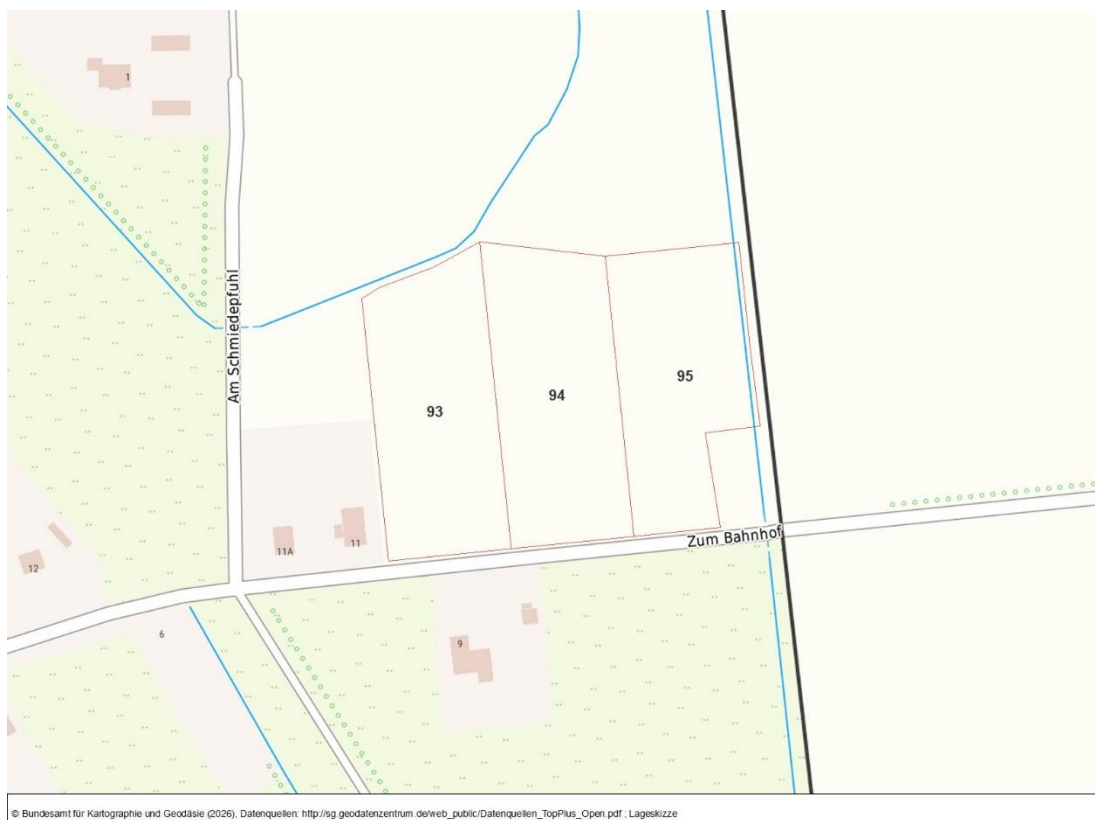 1
Am Schmiedepfuhl
93
94
95
11A
11
Zum Bahnhof
12
6
9
© Bundesamt für Kartographie und Geodäsie (2026), Datenquellen: http://sg.geodatenzentrum.de/web_public/Datenquellen_TopPlus_Open.pdf ; Lageskizze